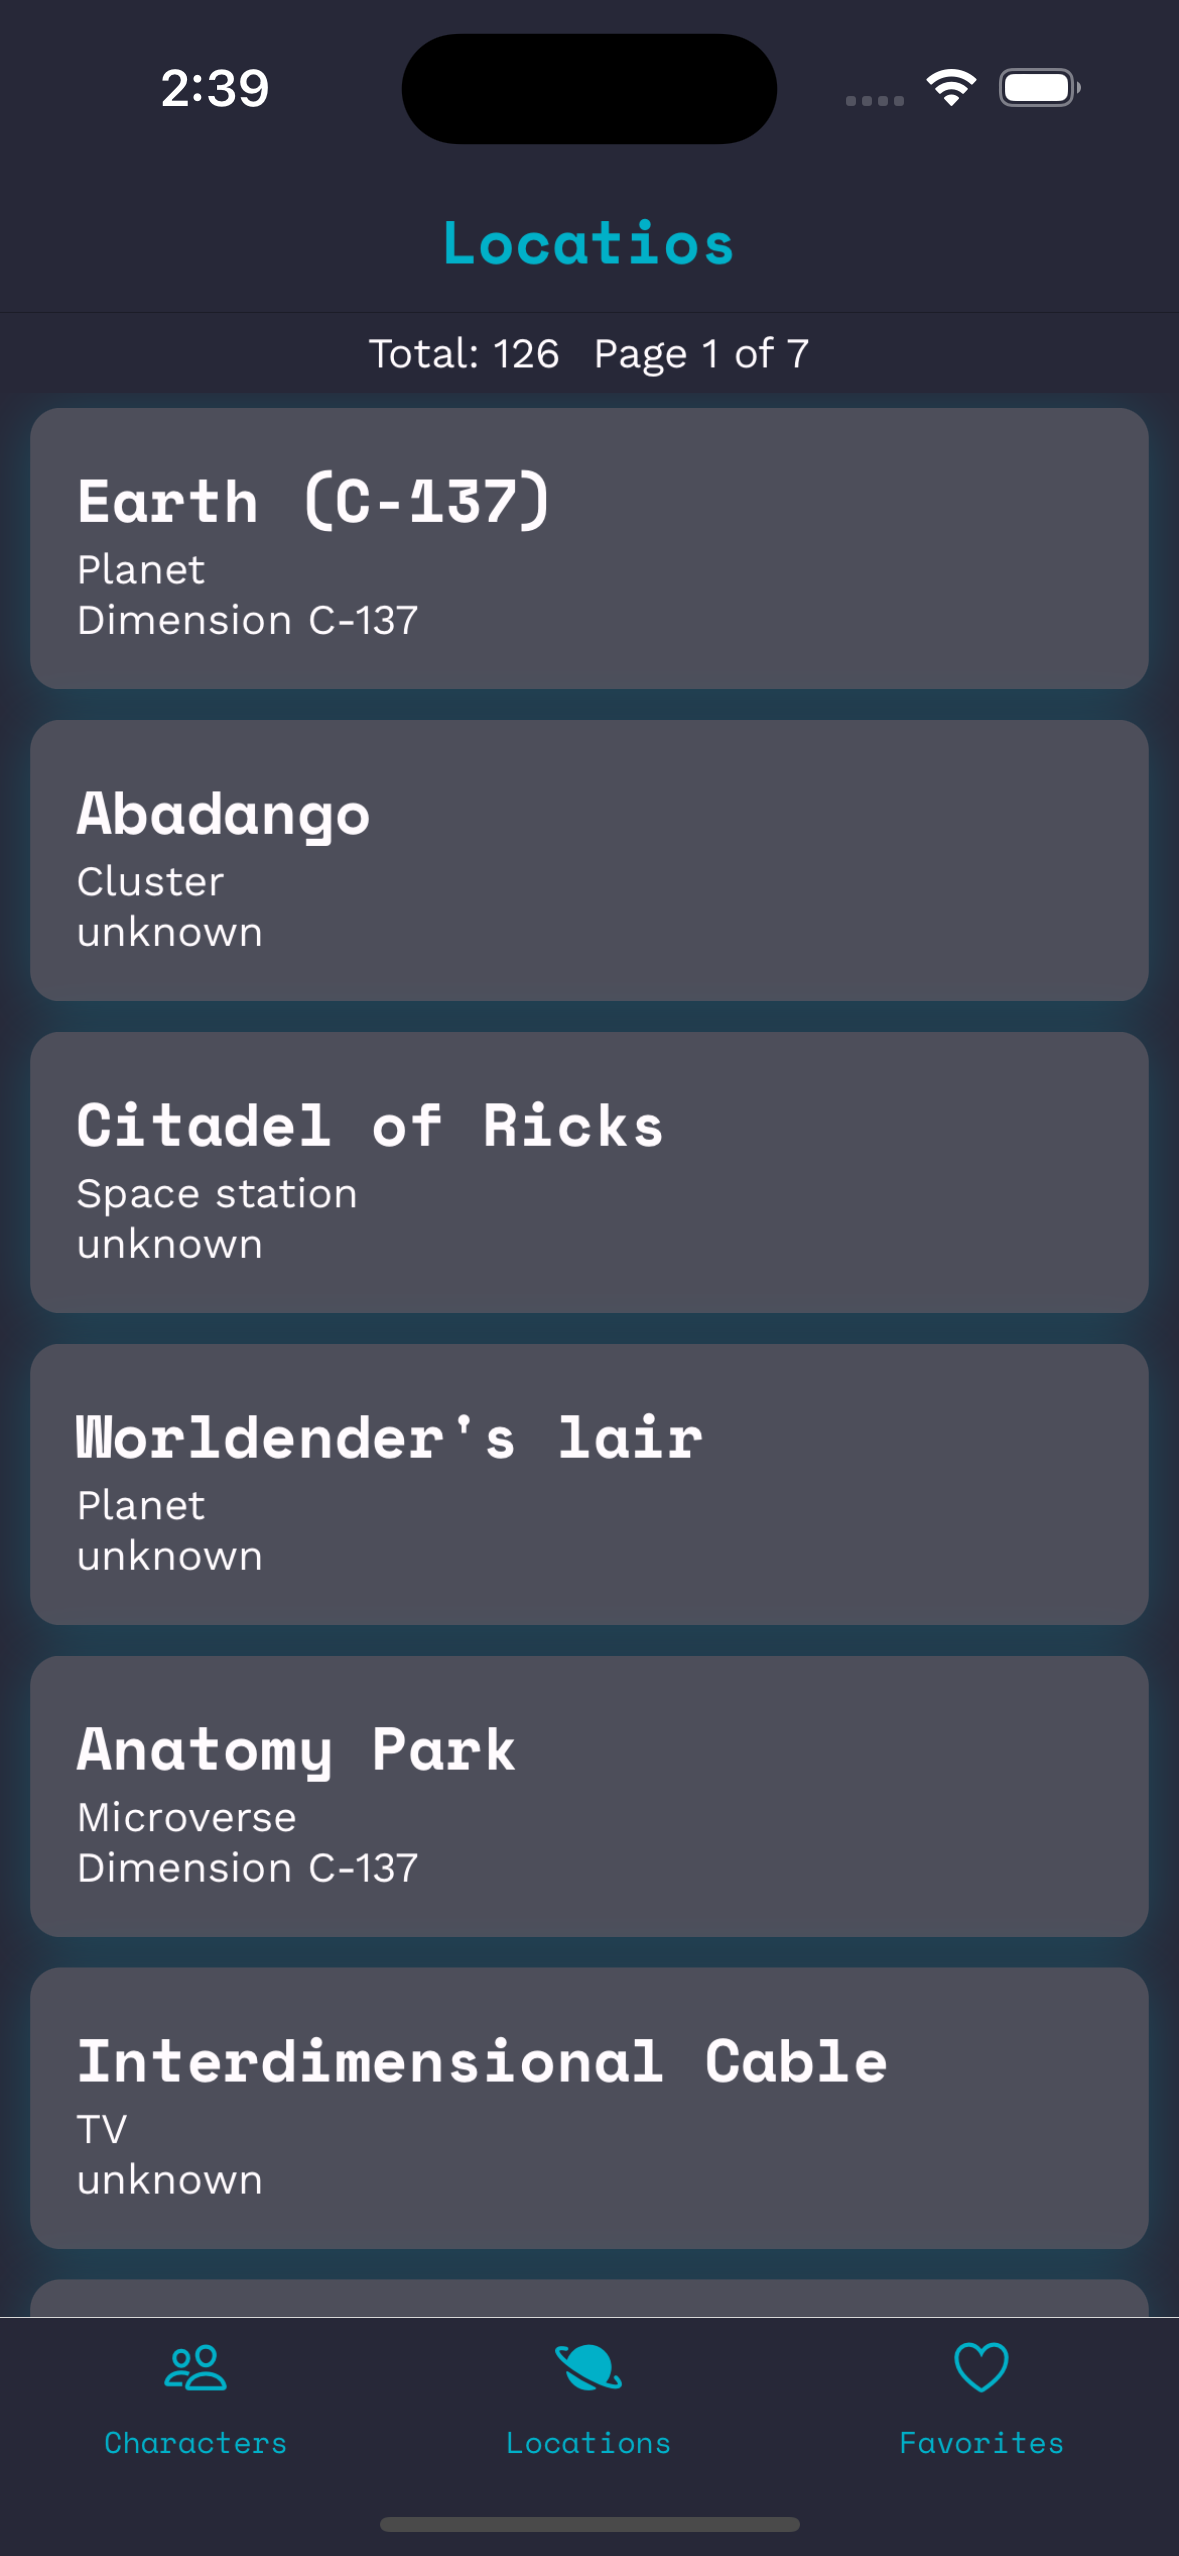 2:39
Locatios
Total: 126 Page 1 of 7
Earth (C-137)
Planet
Dimension C-137
Abadango
Cluster
unknown
Citadel of Ricks
Space station
unknown
Worldender's lair
Planet
unknown
Anatomy Park
Microverse
Dimension C-137
Interdimensional Cable
TV
unknown
Characters Locations Favorites